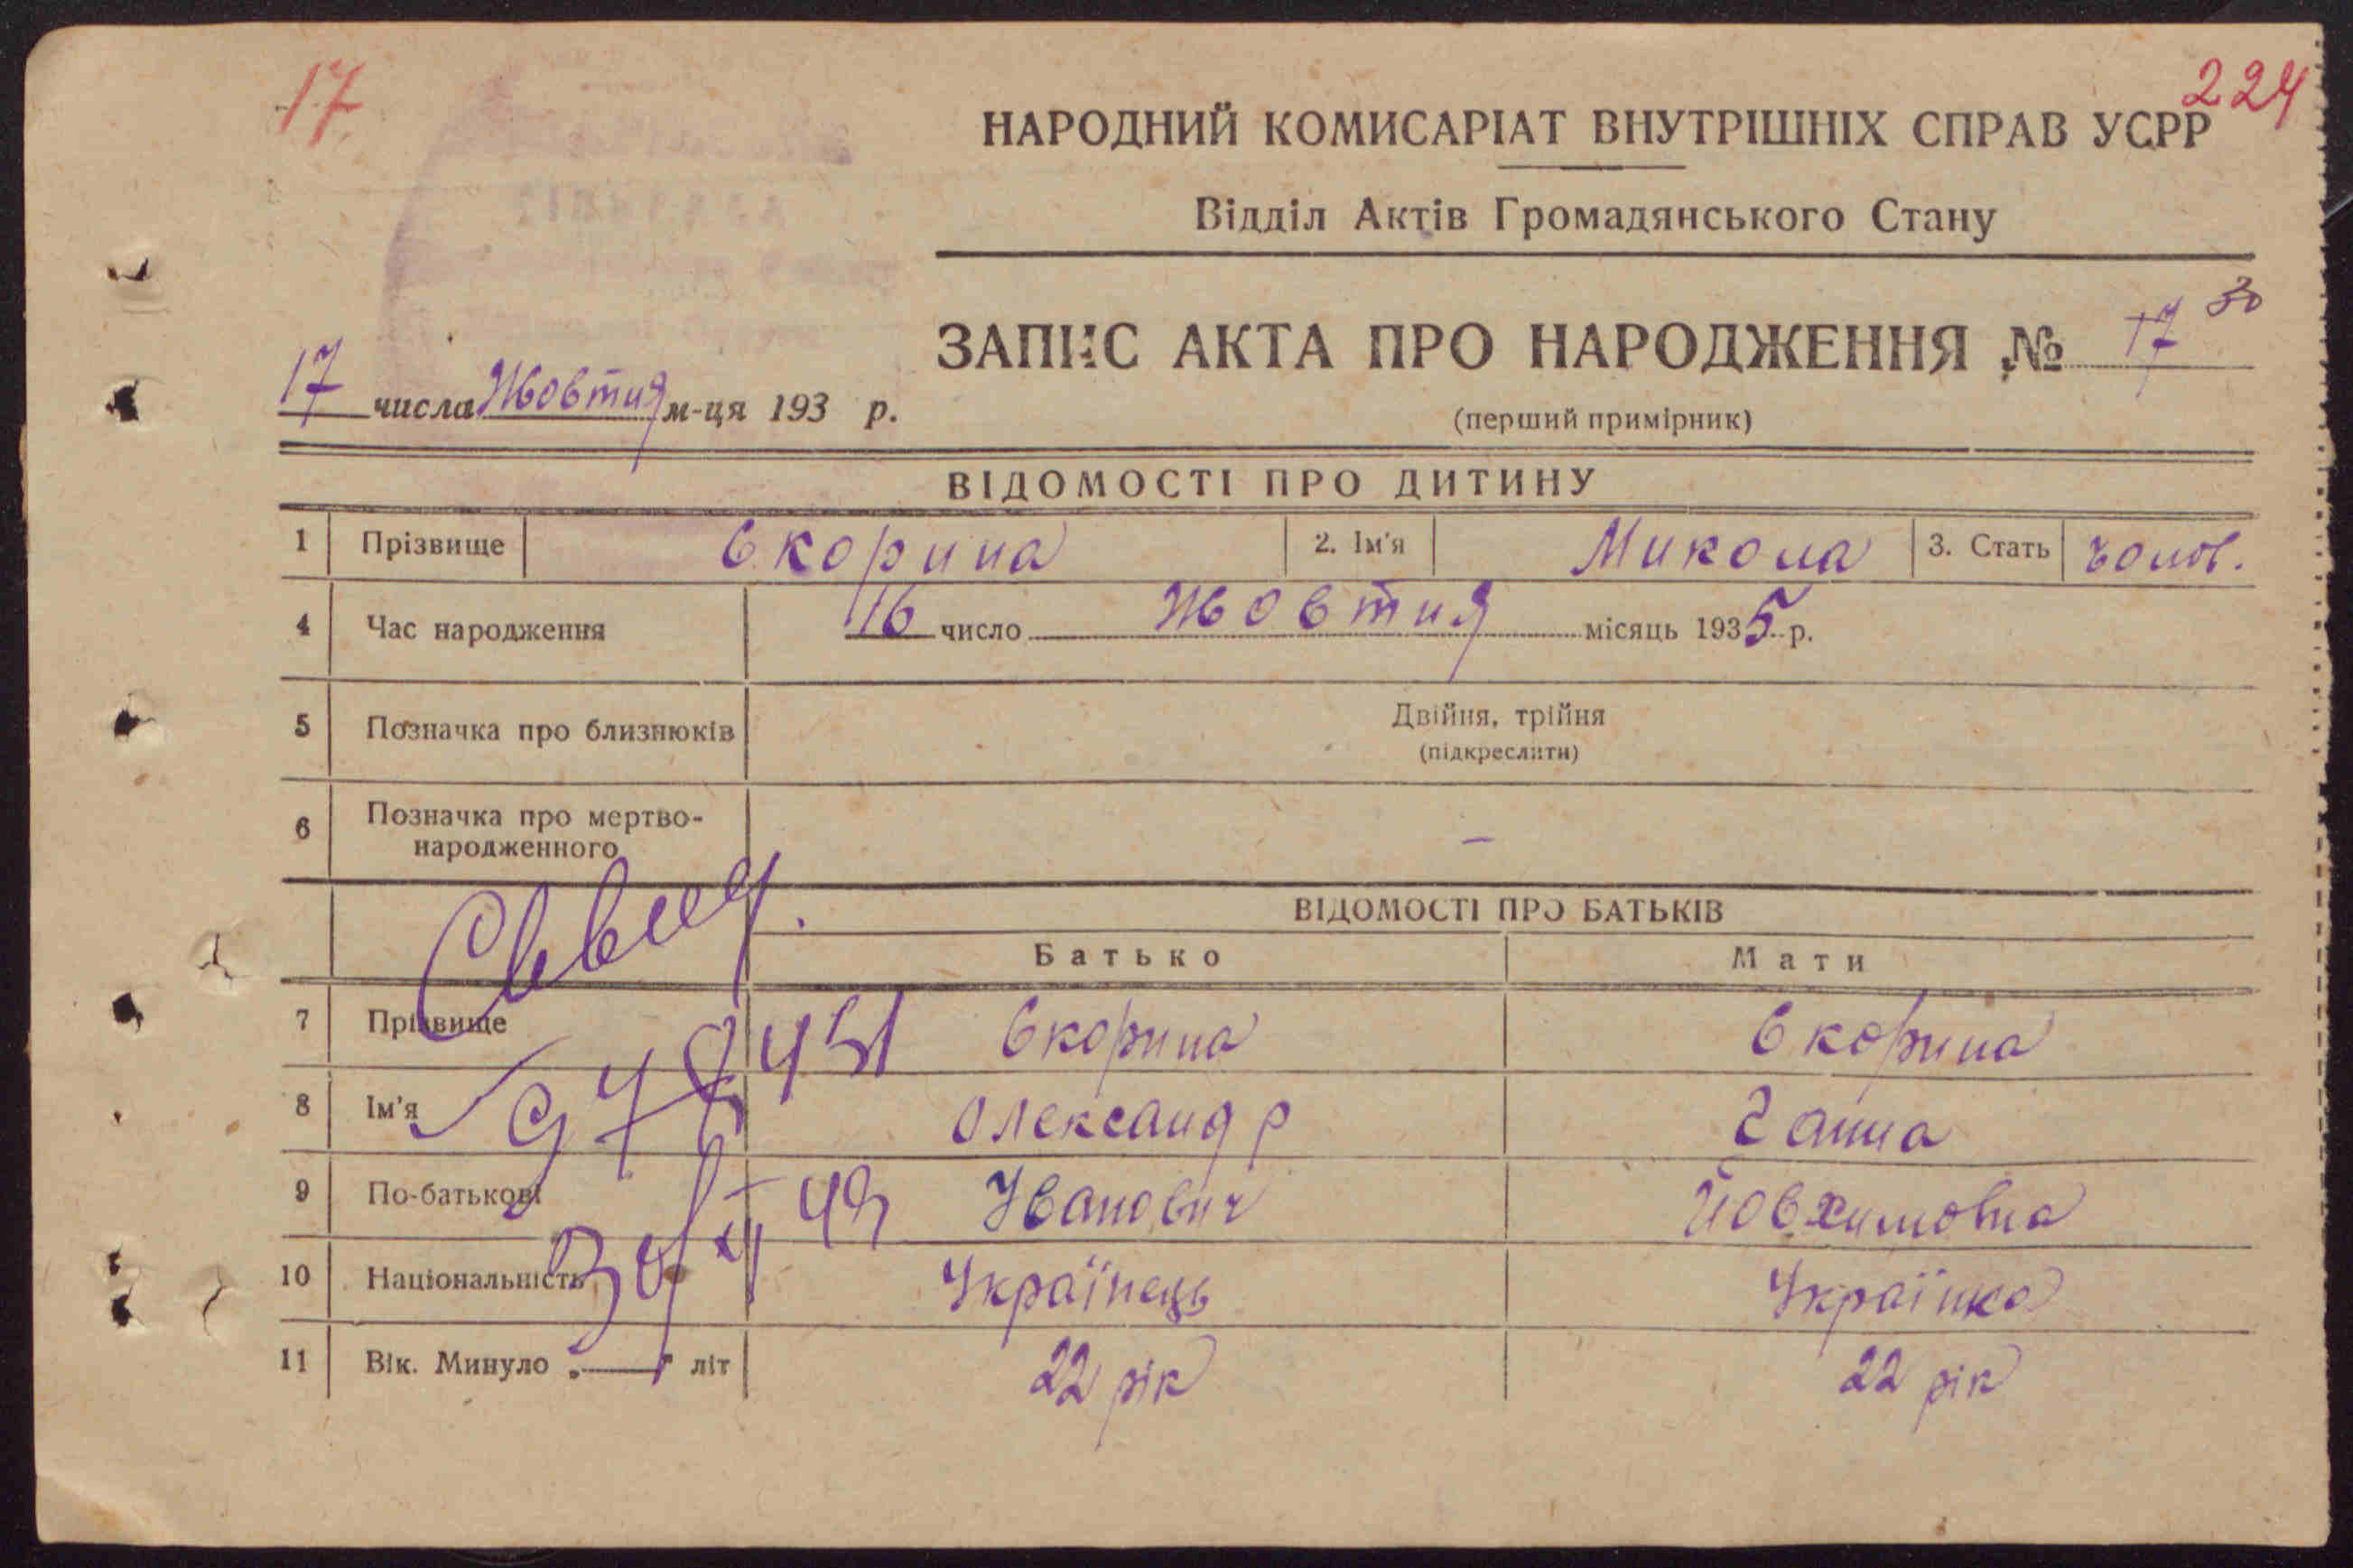 17
224
НАРОДНИЙ КОМИСАРІАТ ВНУТРІШНІХ СПРАВ УСРР
Відділ Актів Громадянського Стану
ЗАПИС АКТА ПРО НАРОДЖЕННЯ № 17 30
17 числа Жовтня м-ця 193 р.
(перший примірник)
ВІДОМОСТІ ПРО ДИТИНУ
1 Прізвище Скорина 2. Ім'я Микола 3. Стать чолов.
4 Час народження 16 число Жовтня місяць 1935 р.
5 Позначка про близнюків Двійня, трійня
(підкреслити)
6 Позначка про мертво-
народженного —
ВІДОМОСТІ ПРО БАТЬКІВ
Батько Мати
7 Прізвище Скорина Скорина
8 Ім'я Олександр Ганна
9 По-батькові Іванович Йовхимовна
10 Національність Українець Українка
11 Вік. Минуло „ — " літ 22 рік 22 рік